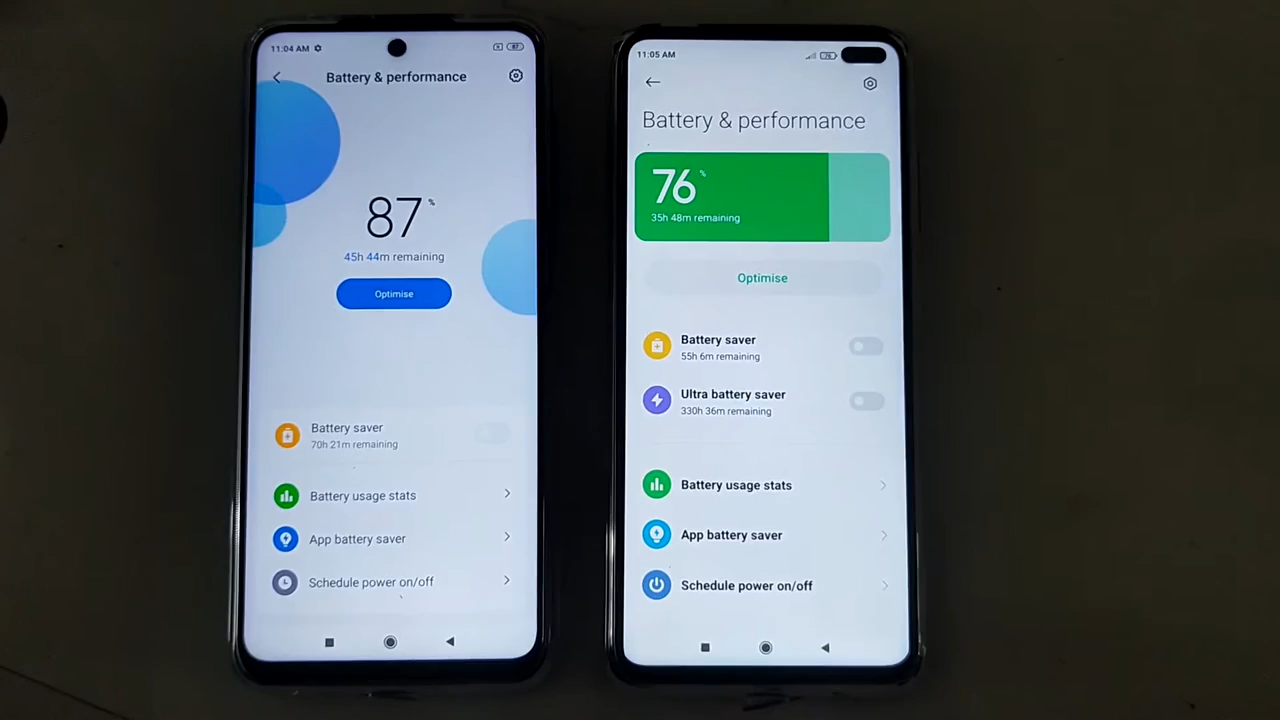 11:04 AM
87
Battery & performance
87 %
45h 44m remaining
Optimise
Battery saver
70h 21m remaining
Battery usage stats
App battery saver
Schedule power on/off
11:05 AM
76
Battery & performance
76 %
35h 48m remaining
Optimise
Battery saver
55h 6m remaining
Ultra battery saver
330h 36m remaining
Battery usage stats
App battery saver
Schedule power on/off